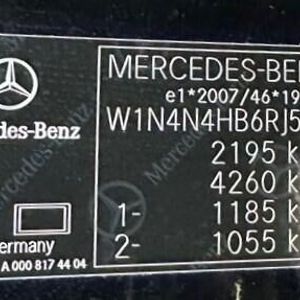 MERCEDES-BEN
e1*2007/46*19
W1N4N4HB6RJ5
2195 k
4260 k
1- 1185 k
2- 1055 k
des-Benz
ermany
A 000 817 44 04